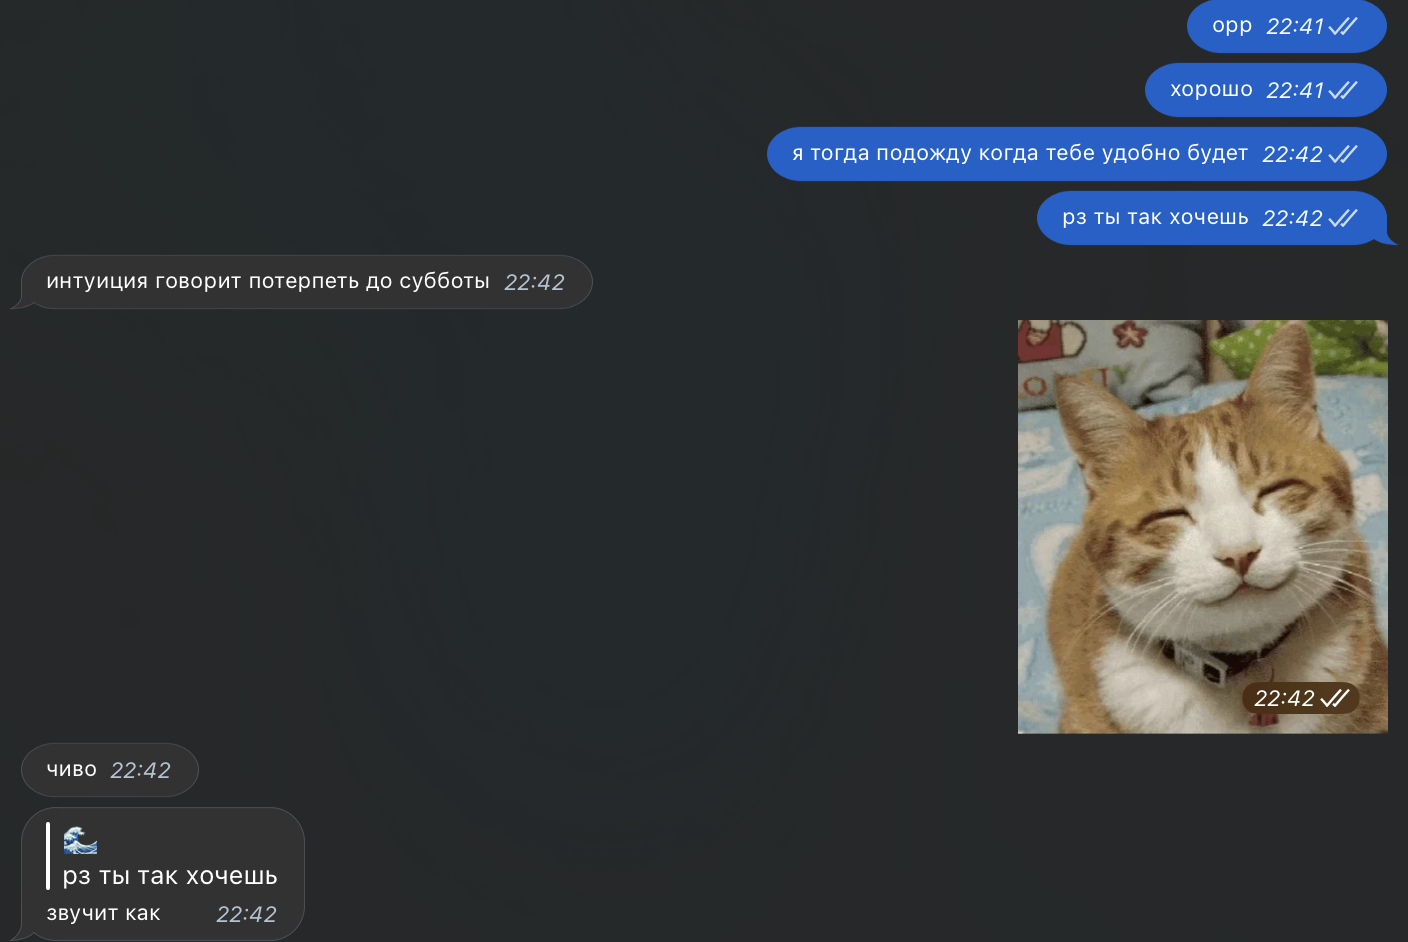 орр 22:41
хорошо 22:41
я тогда подожду когда тебе удобно будет 22:42
рз ты так хочешь 22:42
интуиция говорит потерпеть до субботы 22:42
22:42
чиво 22:42
🌊
рз ты так хочешь
звучит как 22:42